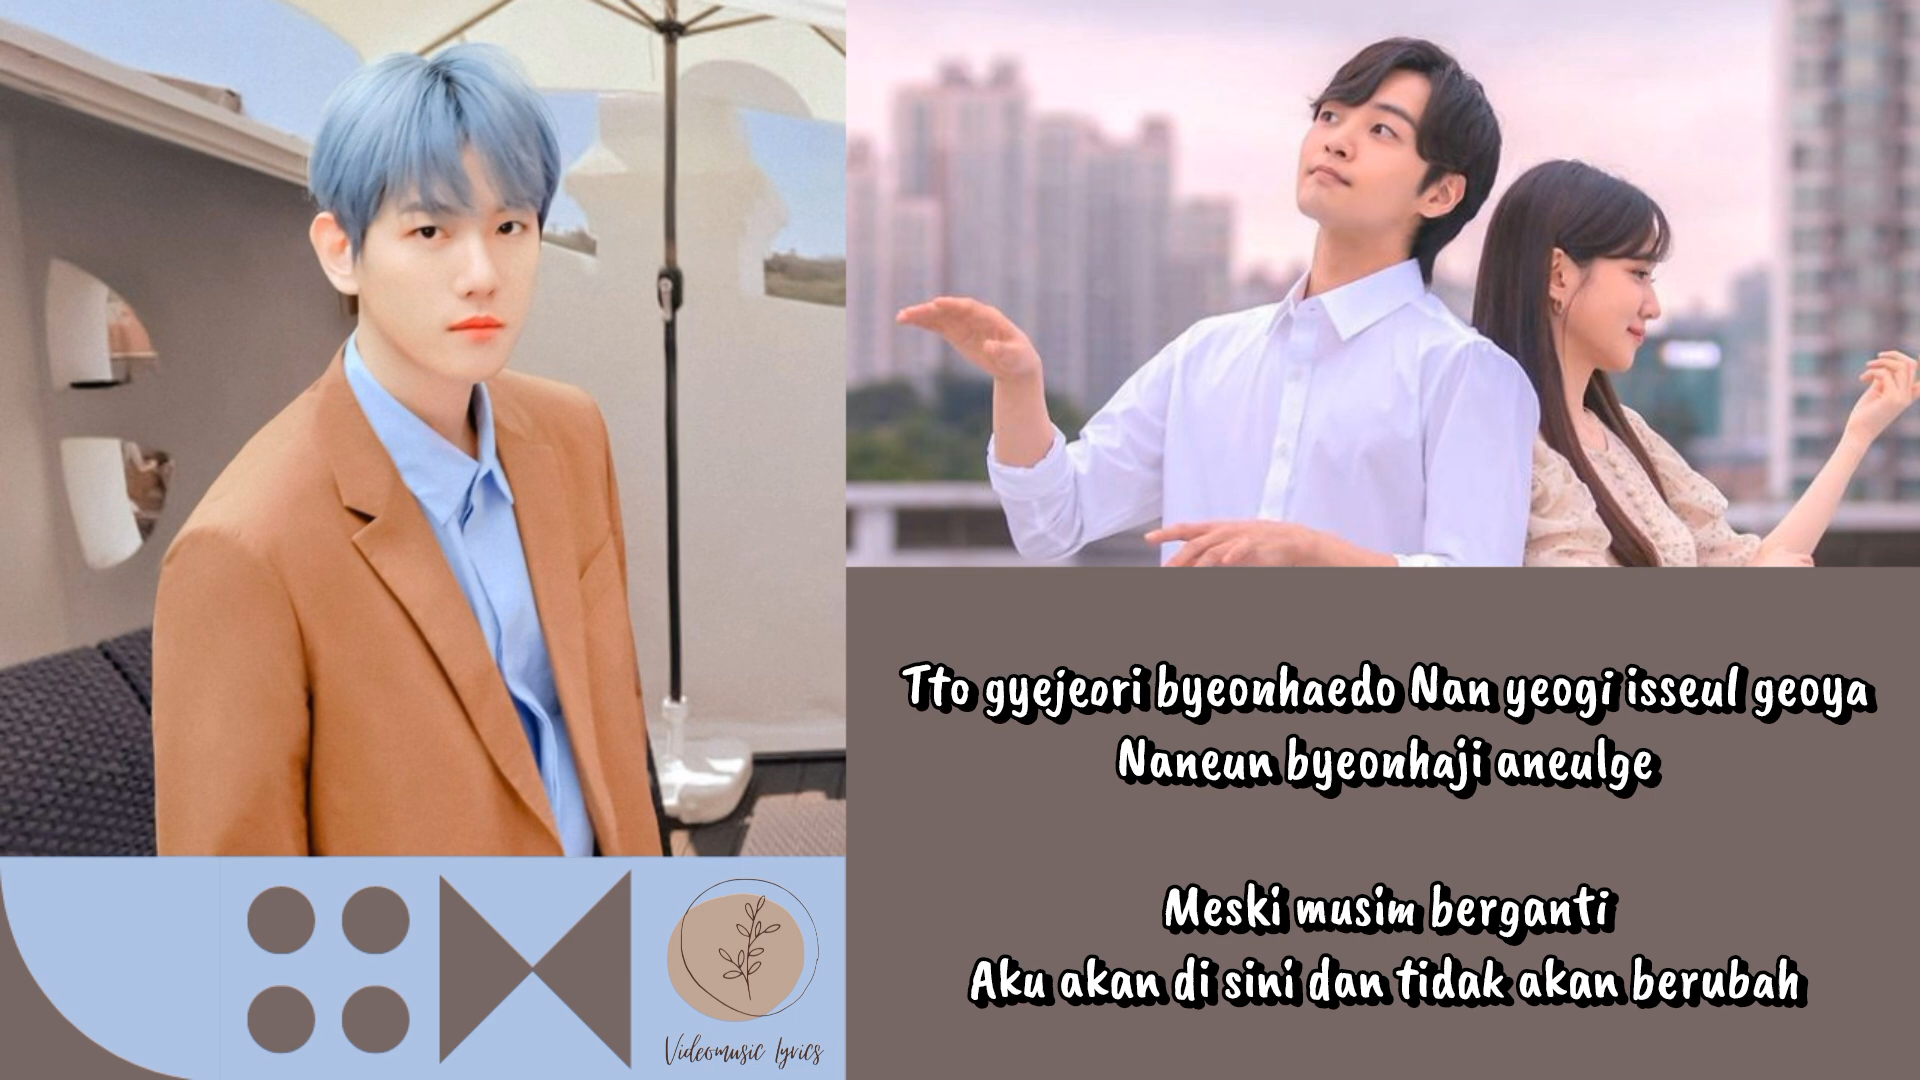 Tto gyejeori byeonhaedo Nan yeogi isseul geoya
Naneun byeonhaji aneulge
Meski musim berganti
Aku akan di sini dan tidak akan berubah
Videomusic lyrics